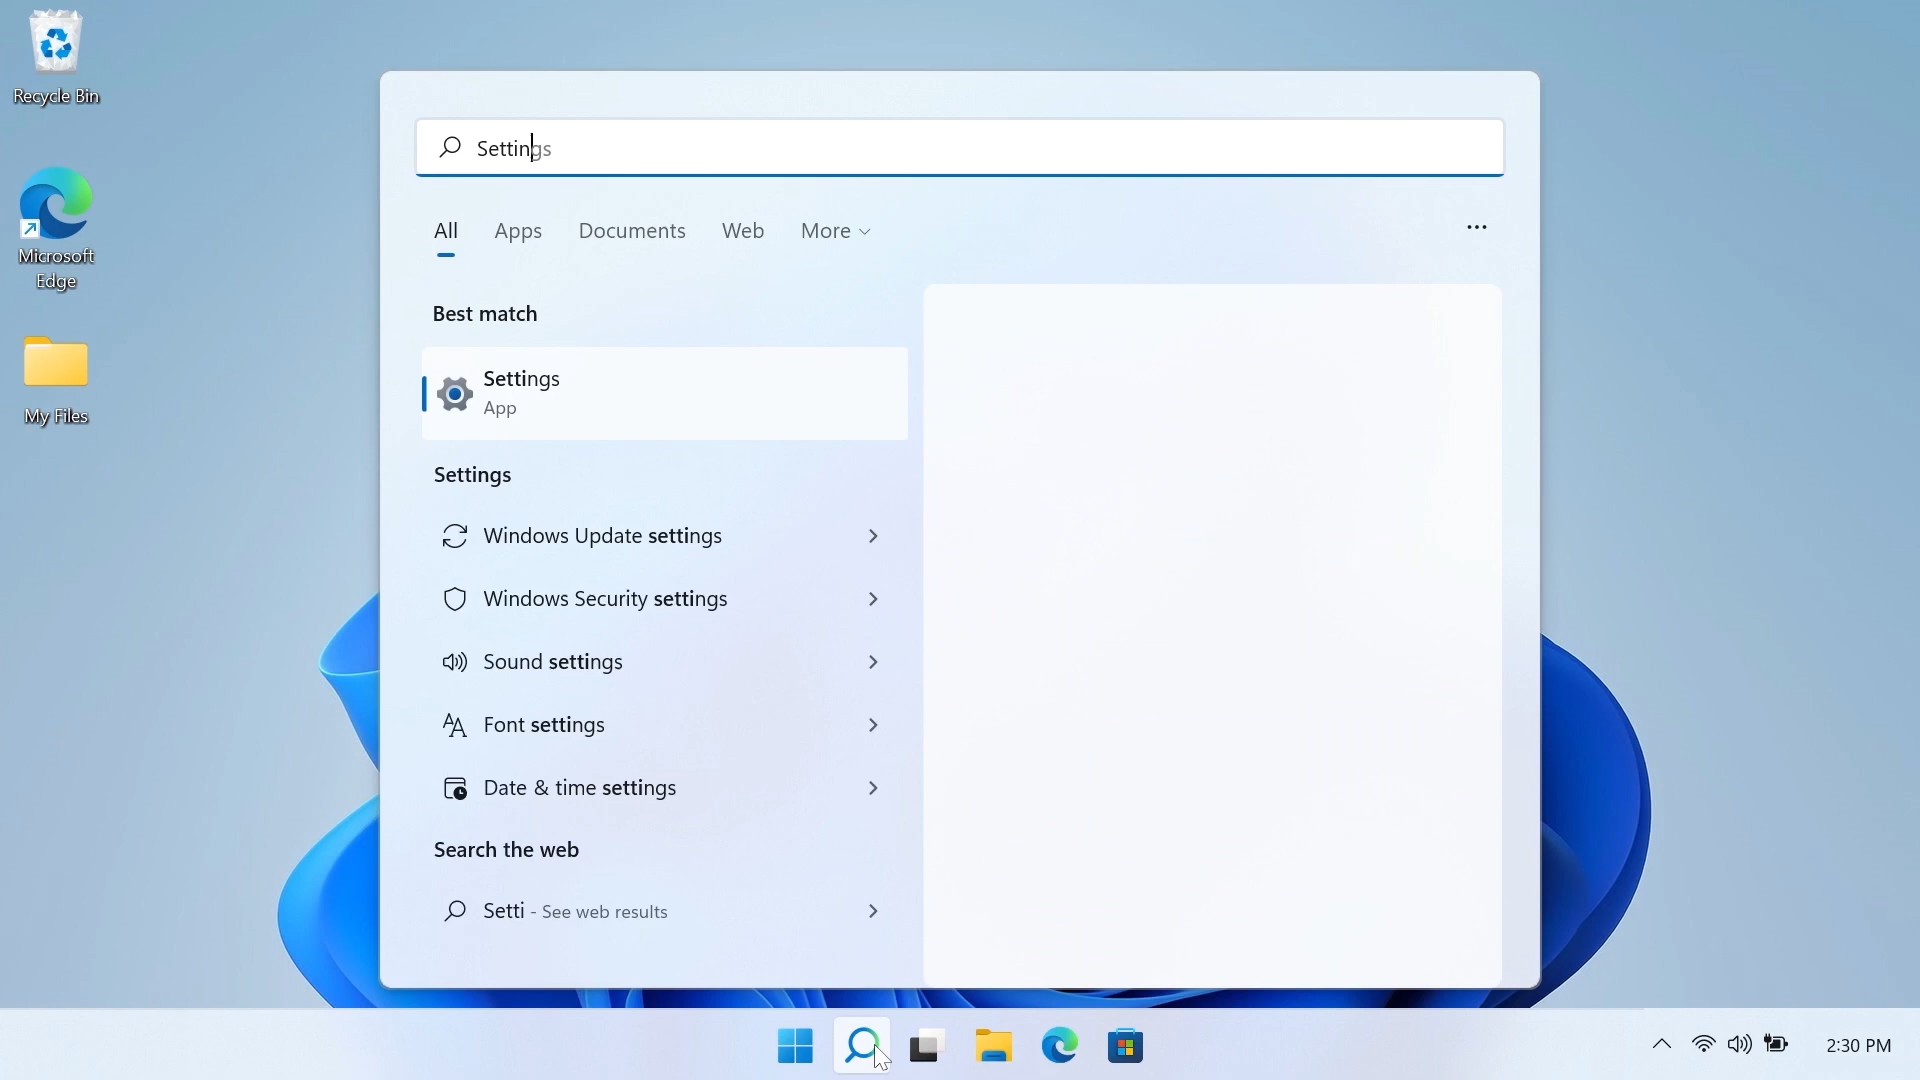 Recycle Bin
Microsoft
Edge
My Files
Settings
All Apps Documents Web More
Best match
Settings
App
Settings
Windows Update settings
Windows Security settings
Sound settings
Font settings
Date & time settings
Search the web
Setti - See web results
2:30 PM